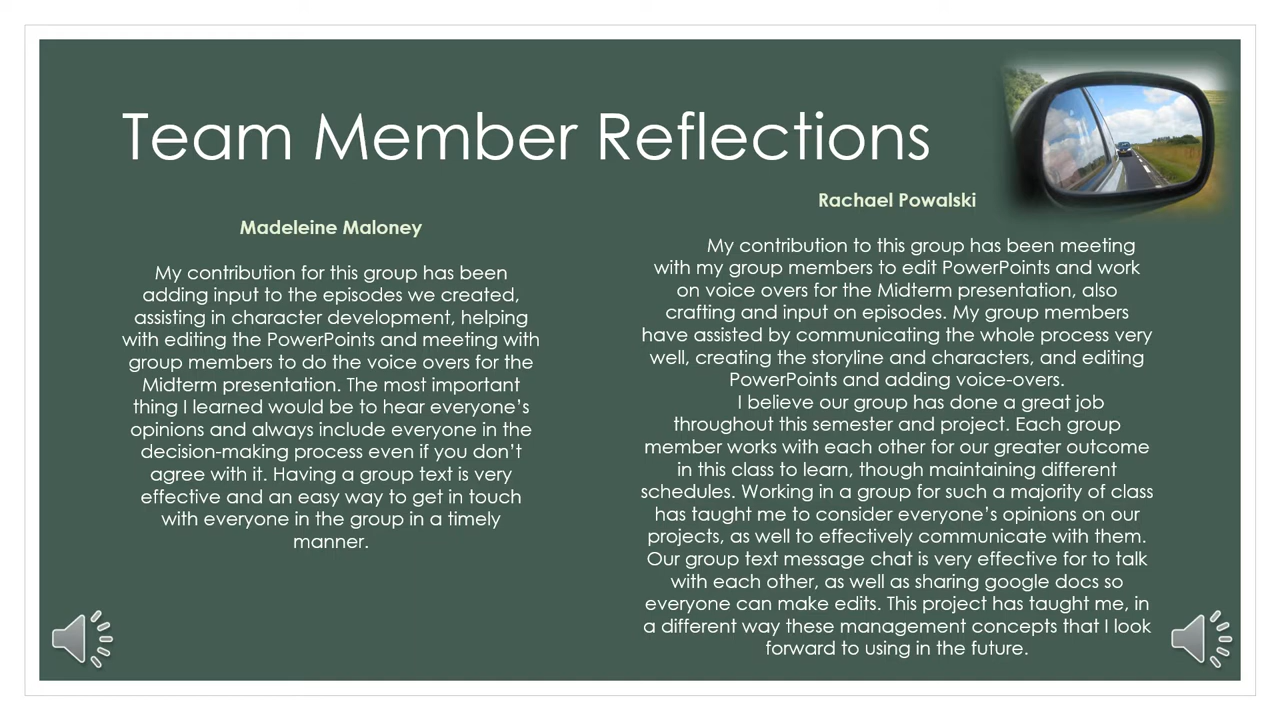 Team Member Reflections
Madeleine Maloney
My contribution for this group has been
adding input to the episodes we created,
assisting in character development, helping
with editing the PowerPoints and meeting with
group members to do the voice overs for the
Midterm presentation. The most important
thing I learned would be to hear everyone’s
opinions and always include everyone in the
decision-making process even if you don’t
agree with it. Having a group text is very
effective and an easy way to get in touch
with everyone in the group in a timely
manner.
Rachael Powalski
My contribution to this group has been meeting
with my group members to edit PowerPoints and work
on voice overs for the Midterm presentation, also
crafting and input on episodes. My group members
have assisted by communicating the whole process very
well, creating the storyline and characters, and editing
PowerPoints and adding voice-overs.
I believe our group has done a great job
throughout this semester and project. Each group
member works with each other for our greater outcome
in this class to learn, though maintaining different
schedules. Working in a group for such a majority of class
has taught me to consider everyone’s opinions on our
projects, as well to effectively communicate with them.
Our group text message chat is very effective for to talk
with each other, as well as sharing google docs so
everyone can make edits. This project has taught me, in
a different way these management concepts that I look
forward to using in the future.